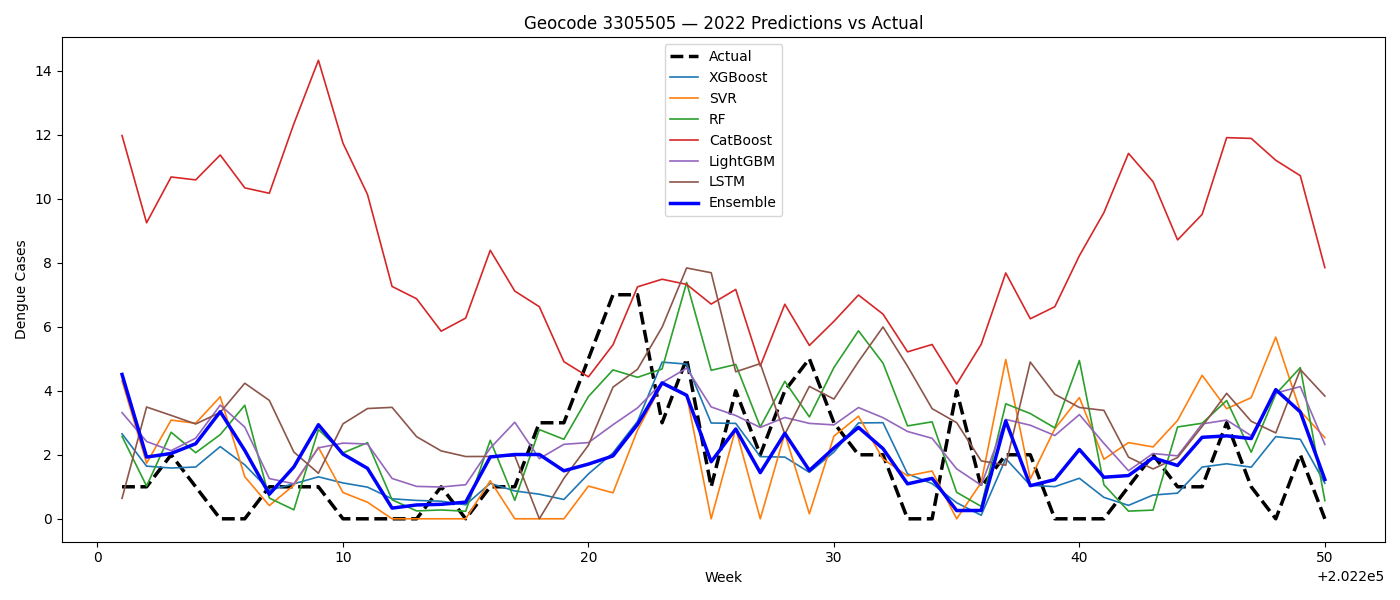 Geocode 3305505 — 2022 Predictions vs Actual
Dengue Cases
14
12
10
8
6
4
2
0
Actual
XGBoost
SVR
RF
CatBoost
LightGBM
LSTM
Ensemble
0 10 20 30 40 50
Week
+2.022e5